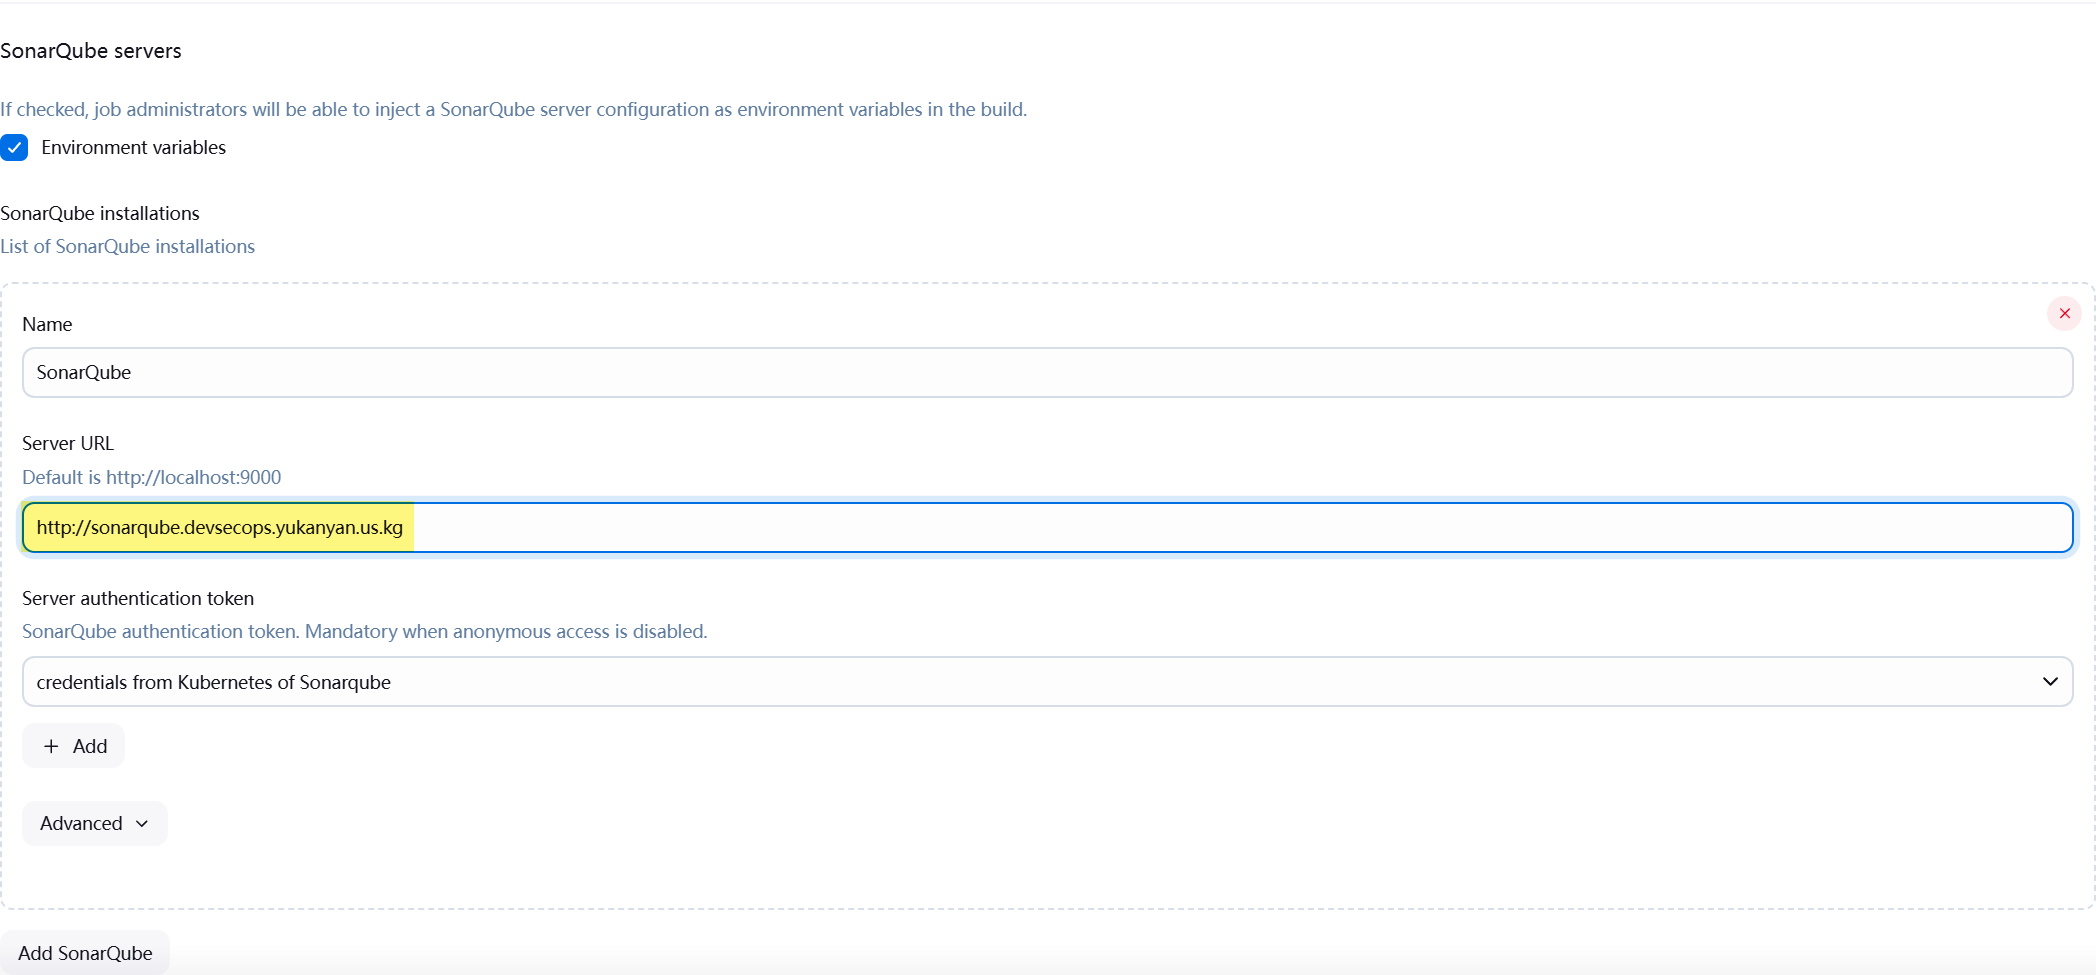 SonarQube servers
If checked, job administrators will be able to inject a SonarQube server configuration as environment variables in the build.
Environment variables
SonarQube installations
List of SonarQube installations
Name
SonarQube
Server URL
Default is http://localhost:9000
http://sonarqube.devsecops.yukanyan.us.kg
Server authentication token
SonarQube authentication token. Mandatory when anonymous access is disabled.
credentials from Kubernetes of Sonarqube
+ Add
Advanced
Add SonarQube